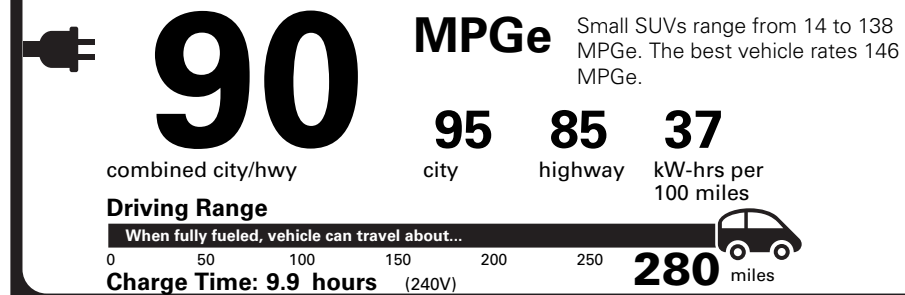 90
MPGe
Small SUVs range from 14 to 138
MPGe. The best vehicle rates 146
MPGe.
95 85 37
combined city/hwy city highway kW-hrs per
100 miles
Driving Range
When fully fueled, vehicle can travel about...
0 50 100 150 200 250 280 miles
Charge Time: 9.9 hours (240V)